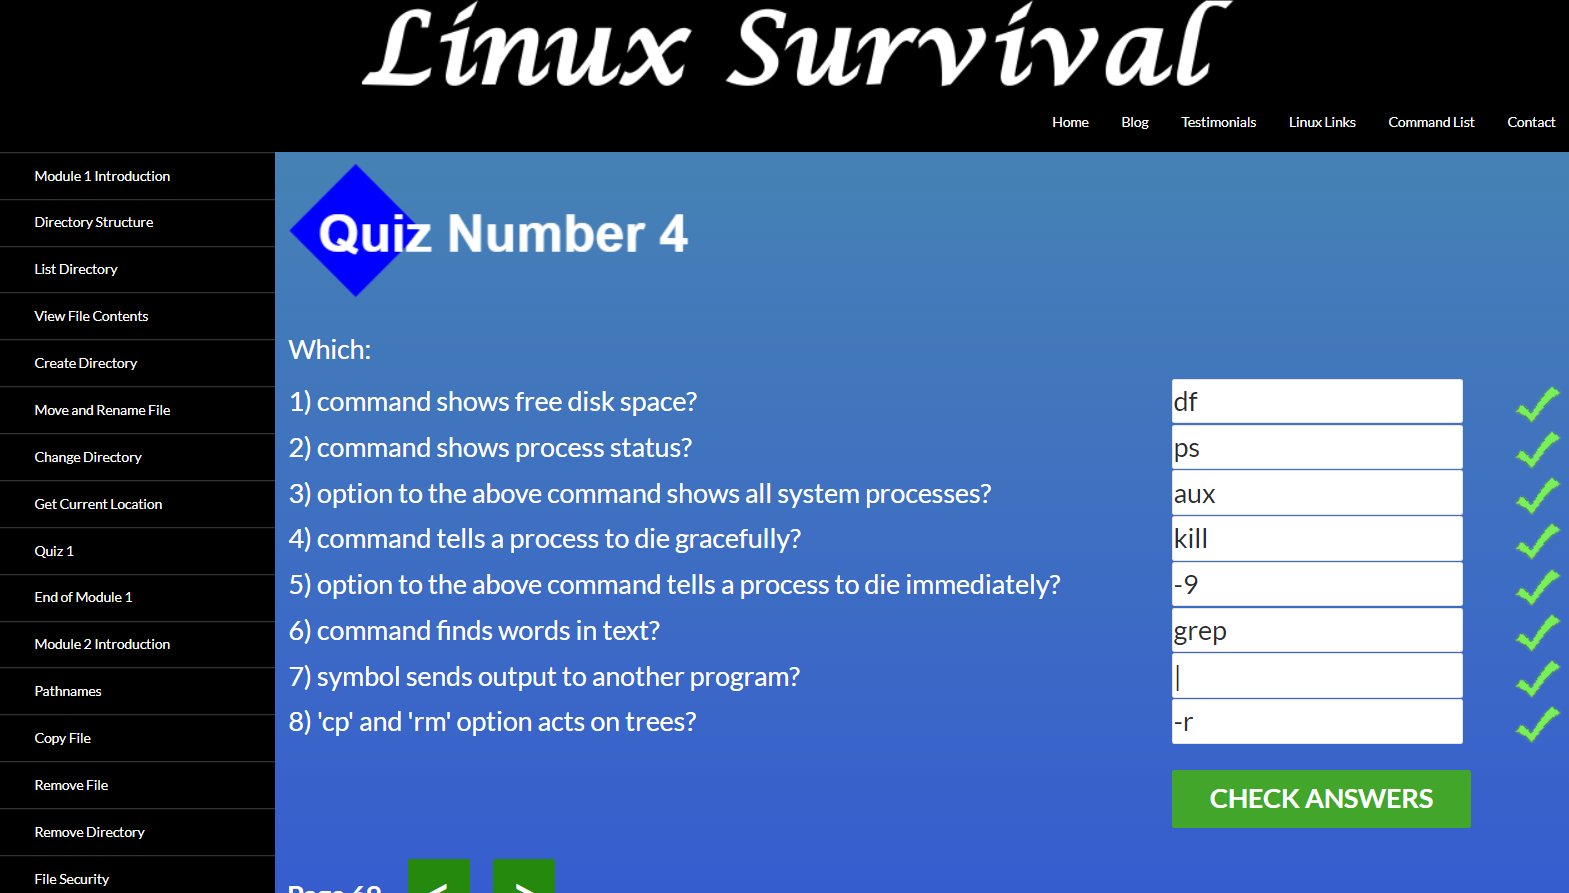 Linux Survival
Home Blog Testimonials Linux Links Command List Contact
Module 1 Introduction
Directory Structure
List Directory
View File Contents
Create Directory
Move and Rename File
Change Directory
Get Current Location
Quiz 1
End of Module 1
Module 2 Introduction
Pathnames
Copy File
Remove File
Remove Directory
File Security
Quiz Number 4
Which:
1) command shows free disk space? df
2) command shows process status? ps
3) option to the above command shows all system processes? aux
4) command tells a process to die gracefully? kill
5) option to the above command tells a process to die immediately? -9
6) command finds words in text? grep
7) symbol sends output to another program? |
8) 'cp' and 'rm' option acts on trees? -r
CHECK ANSWERS
Page < >